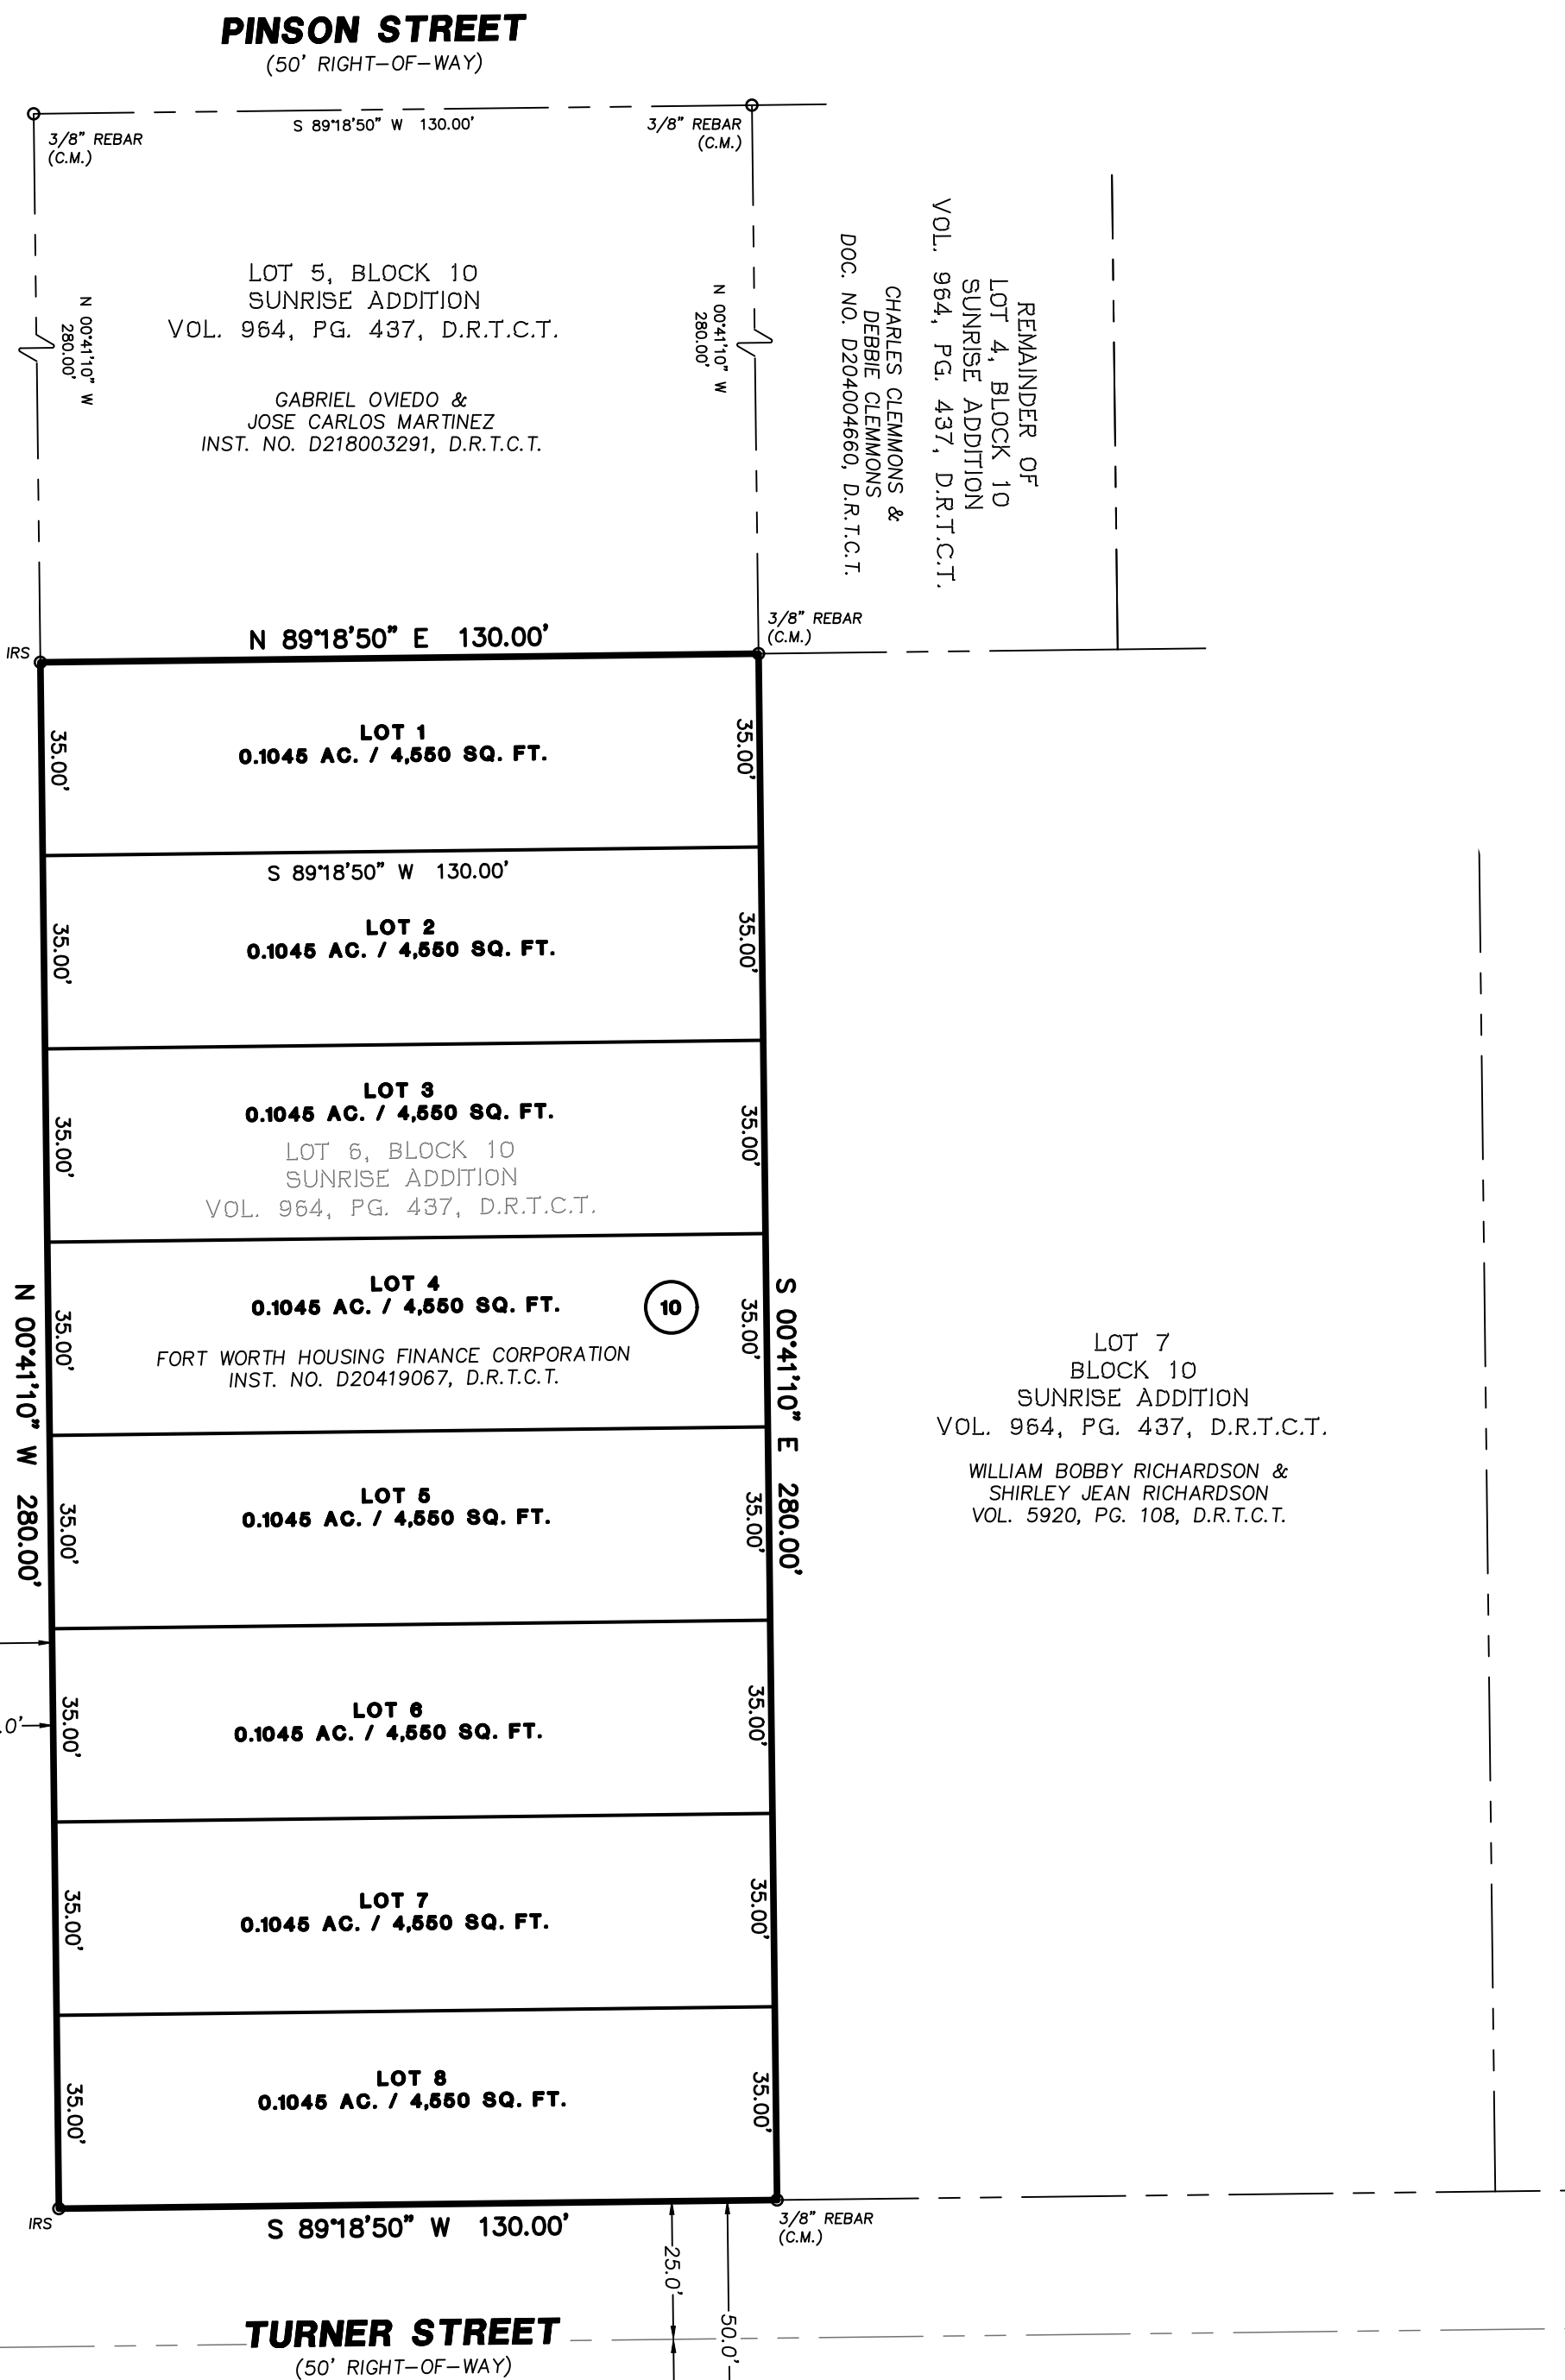 PINSON STREET
(50' RIGHT-OF-WAY)
S 89°18'50" W 130.00'
3/8" REBAR
(C.M.)
3/8" REBAR
(C.M.)
LOT 5, BLOCK 10
SUNRISE ADDITION
VOL. 964, PG. 437, D.R.T.C.T.
GABRIEL OVIEDO &
JOSE CARLOS MARTINEZ
INST. NO. D218003291, D.R.T.C.T.
N 00°41'10" W
280.00'
N 00°41'10" W
280.00'
REMAINDER OF
LOT 4, BLOCK 10
SUNRISE ADDITION
VOL. 964, PG. 437, D.R.T.C.T.
CHARLES CLEMMONS &
DEBBIE CLEMMONS
DOC. NO. D204004660, D.R.T.C.T.
3/8" REBAR
(C.M.)
IRS
N 89°18'50" E 130.00'
LOT 1
0.1045 AC. / 4,550 SQ. FT.
35.00'
35.00'
S 89°18'50" W 130.00'
LOT 2
0.1045 AC. / 4,550 SQ. FT.
35.00'
35.00'
LOT 3
0.1045 AC. / 4,550 SQ. FT.
35.00'
35.00'
LOT 6, BLOCK 10
SUNRISE ADDITION
VOL. 964, PG. 437, D.R.T.C.T.
LOT 4
0.1045 AC. / 4,550 SQ. FT.
10
35.00'
35.00'
FORT WORTH HOUSING FINANCE CORPORATION
INST. NO. D20419067, D.R.T.C.T.
N 00°41'10" W 280.00'
S 00°41'10" E 280.00'
LOT 7
BLOCK 10
SUNRISE ADDITION
VOL. 964, PG. 437, D.R.T.C.T.
WILLIAM BOBBY RICHARDSON &
SHIRLEY JEAN RICHARDSON
VOL. 5920, PG. 108, D.R.T.C.T.
LOT 5
0.1045 AC. / 4,550 SQ. FT.
35.00'
35.00'
LOT 6
0.1045 AC. / 4,550 SQ. FT.
35.00'
35.00'
.0'
LOT 7
0.1045 AC. / 4,550 SQ. FT.
35.00'
35.00'
LOT 8
0.1045 AC. / 4,550 SQ. FT.
35.00'
35.00'
IRS
S 89°18'50" W 130.00'
3/8" REBAR
(C.M.)
25.0'
50.0'
TURNER STREET
(50' RIGHT-OF-WAY)